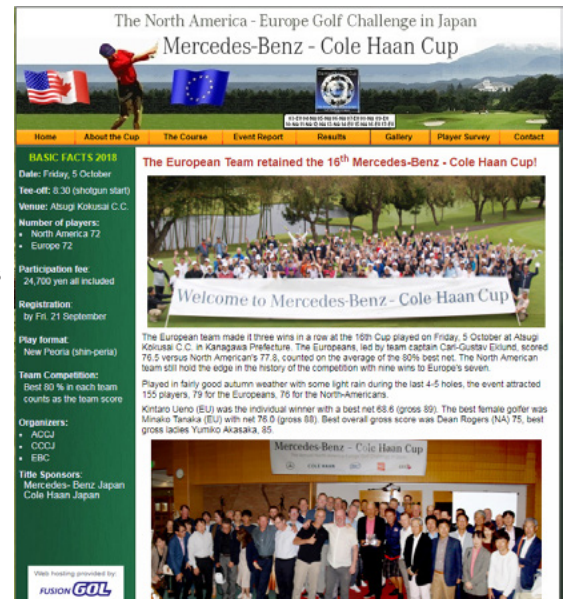 The North America - Europe Golf Challenge in Japan
Mercedes-Benz - Cole Haan Cup
Home About the Cup The Course Event Report Results Gallery Player Survey Contact
BASIC FACTS 2018
Date: Friday, 5 October
Tee-off: 8:30 (shotgun start)
Venue: Atsugi Kokusai C.C.
Number of players:
• North America 72
• Europe 72
Participation fee:
24,700 yen all included
Registration:
by Fri. 21 September
Play format:
New Peoria (shin-peria)
Team Competition:
Best 80 % in each team
counts as the team score
Organizers:
• ACCJ
• CCCJ
• EBC
Title Sponsors:
Mercedes- Benz Japan
Cole Haan Japan
Web hosting provided by:
FUSION GOL
The European Team retained the 16th Mercedes-Benz - Cole Haan Cup!
Welcome to Mercedes-Benz - Cole Haan Cup
The European team made it three wins in a row at the 16th Cup played on Friday, 5 October at Atsugi
Kokusai C.C. in Kanagawa Prefecture. The Europeans, led by team captain Carl-Gustav Eklund, scored
76.5 versus North American's 77.8, counted on the average of the 80% best net. The North American
team still hold the edge in the history of the competition with nine wins to Europe's seven.
Played in fairly good autumn weather with some light rain during the last 4-5 holes, the event attracted
155 players, 79 for the Europeans, 76 for the North-Americans.
Kintaro Ueno (EU) was the individual winner with a best net 68.6 (gross 89). The best female golfer was
Minako Tanaka (EU) with net 76.0 (gross 88). Best overall gross score was Dean Rogers (NA) 75, best
gross ladies Yumiko Akasaka, 85.
Mercedes-Benz - Cole Haan Cup